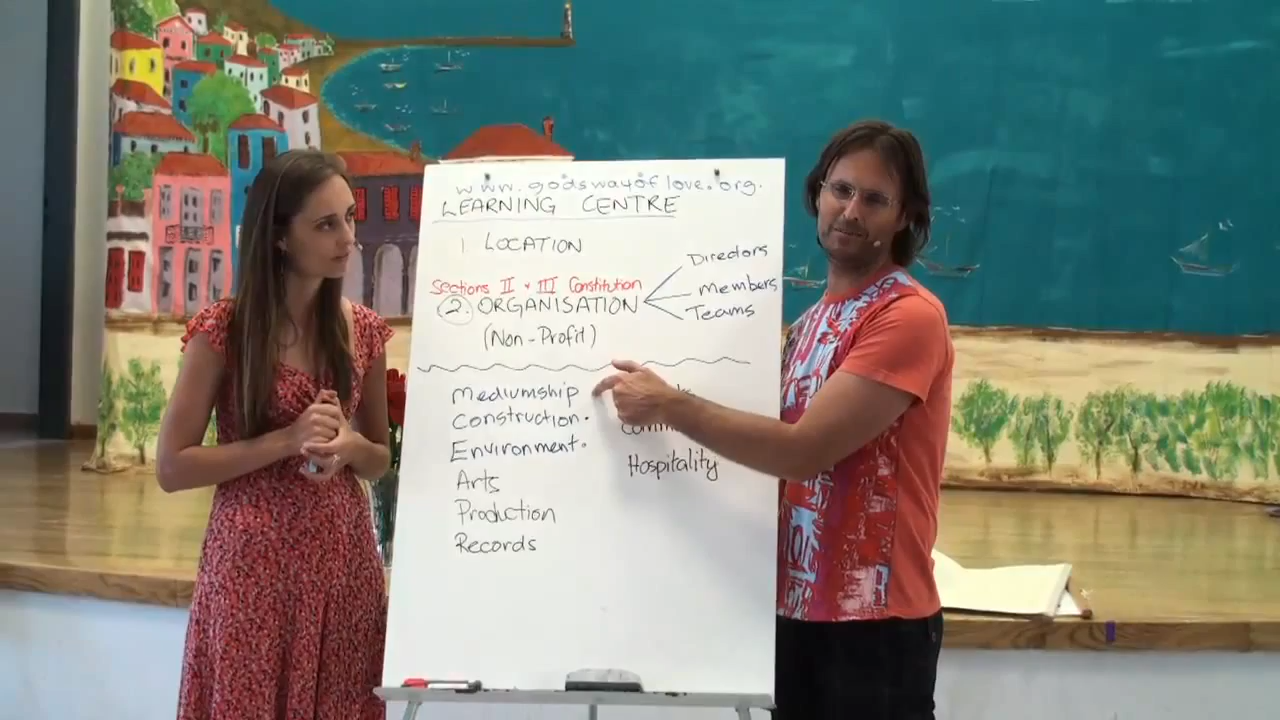 www.godswayoflove.org.
LEARNING CENTRE
1 LOCATION
Sections II + III Constitution
2. ORGANISATION
(Non-Profit)
Directors
Members
Teams
Mediumship
Construction.
Environment.
Arts
Production
Records
Hospitality